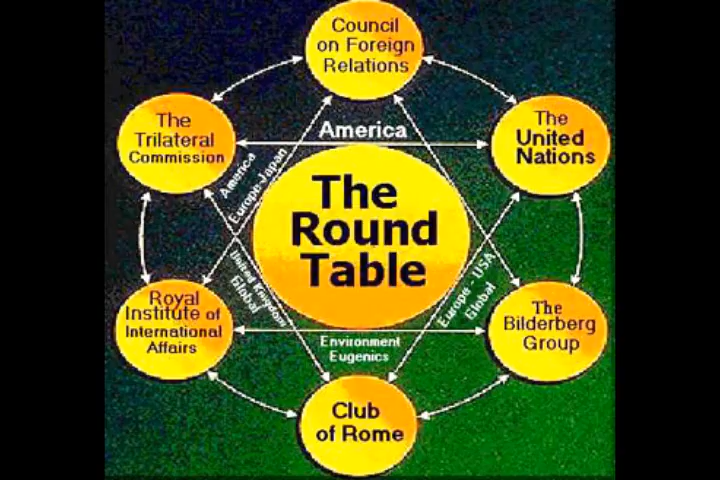 Council
on Foreign
Relations
The
Trilateral
Commission
The
United
Nations
America
America
Europe-Japan
The
Round
Table
United Kingdom
Global
Europe - USA
Global
Royal
Institute of
International
Affairs
The
Bilderberg
Group
Environment
Eugenics
Club
of Rome